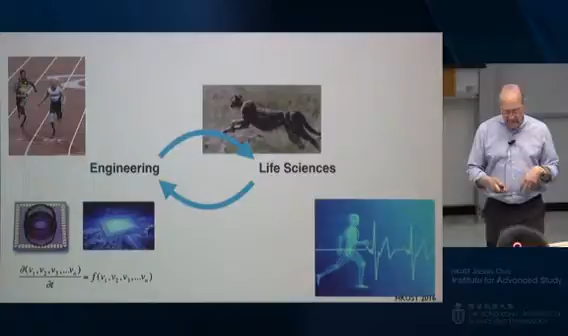 Engineering
Life Sciences
∂(v₁,v₂,v₃,...vₙ)/∂t = f(v₁,v₂,v₃,...vₙ)
HKUST 2016
HKUST Jockey Club
Institute for Advanced Study